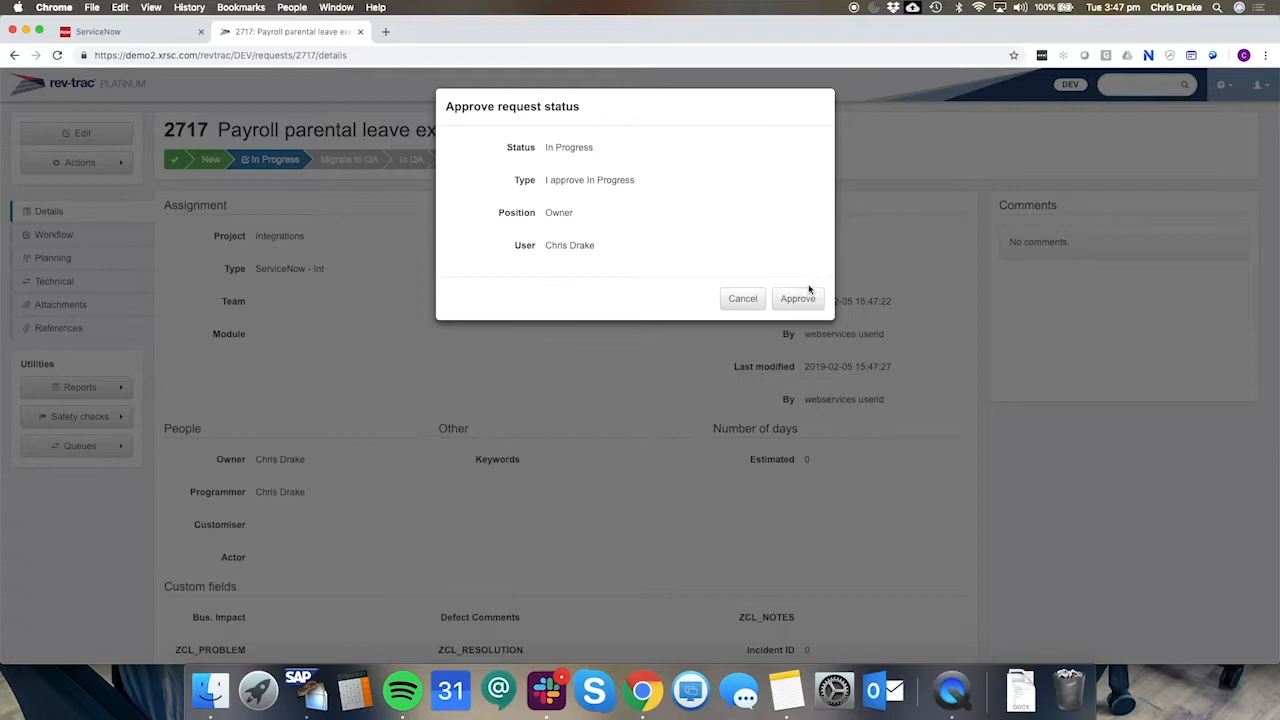 Chrome File Edit View History Bookmarks People Window Help 100% Tue 3:47 pm Chris Drake
ServiceNow
2717: Payroll parental leave ex
https://demo2.xrsc.com/revtrac/DEV/requests/2717/details
rev-trac PLATINUM
DEV
Edit
Actions
2717 Payroll parental leave ex
New In Progress Migrate to QA In QA
Approve request status
Status In Progress
Type I approve In Progress
Position Owner
User Chris Drake
Cancel Approve
Details
Workflow
Planning
Technical
Attachments
References
Utilities
Reports
Safety checks
Queues
Assignment
Project Integrations
Type ServiceNow - Int
Team
Module
-02-05 15:47:22
By webservices userid
Last modified 2019-02-05 15:47:27
By webservices userid
Comments
No comments.
People
Owner Chris Drake
Programmer Chris Drake
Customiser
Actor
Other
Keywords
Number of days
Estimated 0
Custom fields
Bus. Impact Defect Comments ZCL_NOTES
ZCL_PROBLEM ZCL_RESOLUTION Incident ID 0
SAP
31
DOCX